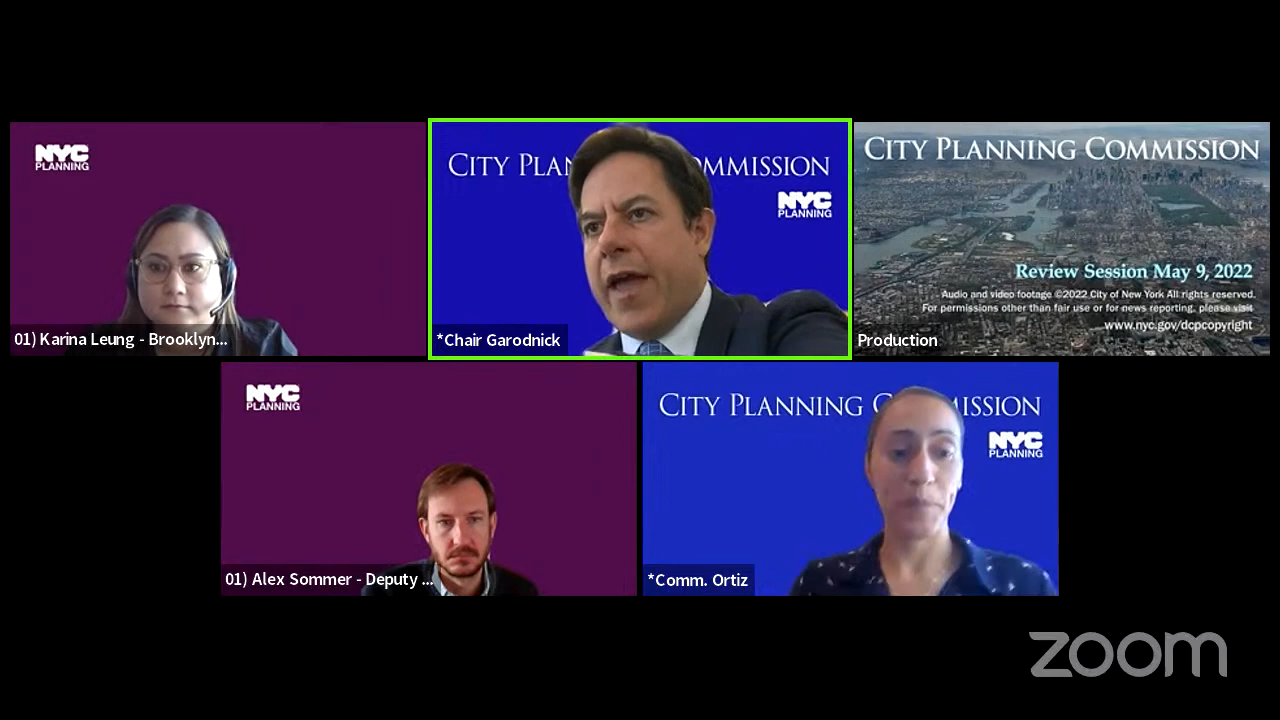 NYC
PLANNING
01) Karina Leung - Brooklyn...
CITY PLANNING COMMISSION
NYC
PLANNING
*Chair Garodnick
CITY PLANNING COMMISSION
Review Session May 9, 2022
Audio and video footage ©2022 City of New York All rights reserved.
For permissions other than fair use or for news reporting, please visit
www.nyc.gov/dcpcopyright
Production
NYC
PLANNING
01) Alex Sommer - Deputy ...
CITY PLANNING COMMISSION
NYC
PLANNING
*Comm. Ortiz
zoom